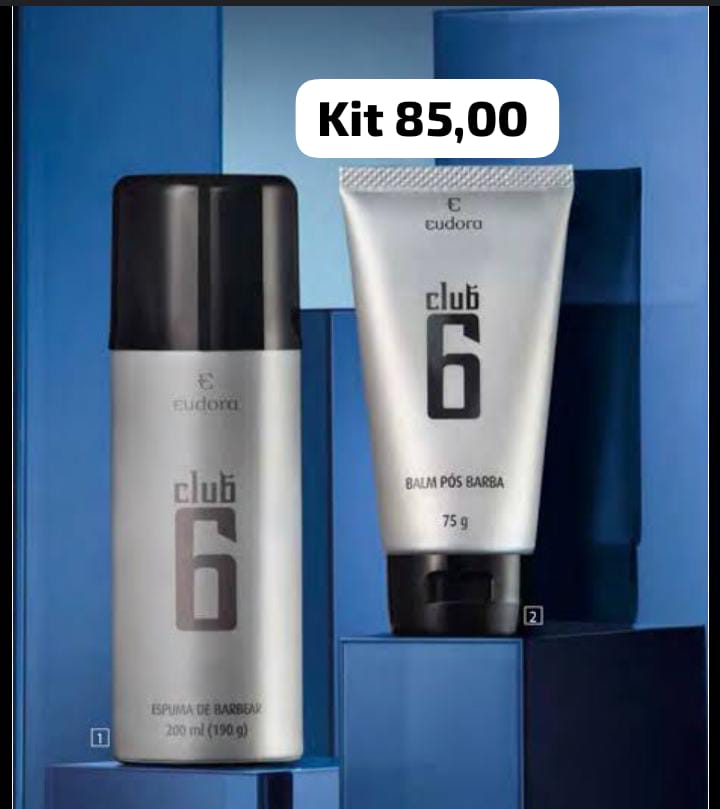 Kit 85,00
eudora
club
6
BALM PÓS BARBA
75 g
2
eudora
club
6
ESPUMA DE BARBEAR
200 ml (190 g)
1